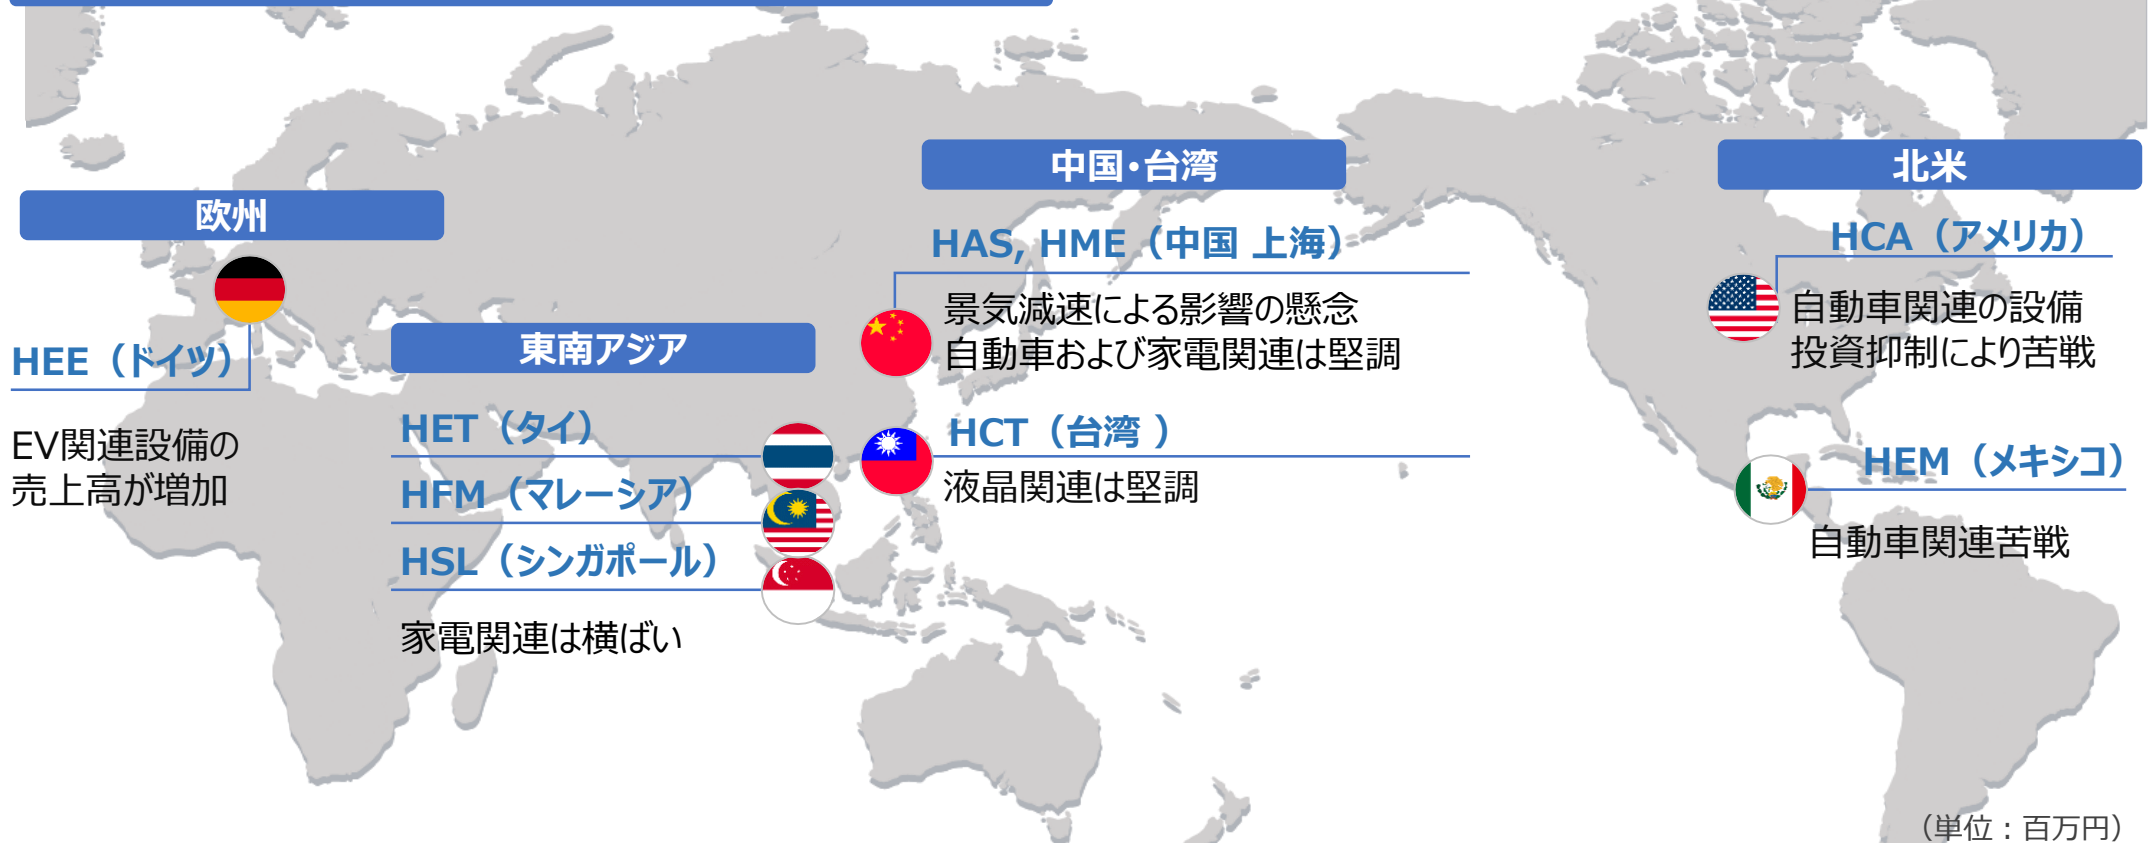 欧州
HEE（ドイツ）
EV関連設備の
売上高が増加
東南アジア
HET（タイ）
HFM（マレーシア）
HSL（シンガポール）
家電関連は横ばい
中国・台湾
HAS, HME（中国 上海）
景気減速による影響の懸念
自動車および家電関連は堅調
HCT（台湾 ）
液晶関連は堅調
北米
HCA（アメリカ）
自動車関連の設備
投資抑制により苦戦
HEM（メキシコ）
自動車関連苦戦
（単位：百万円）